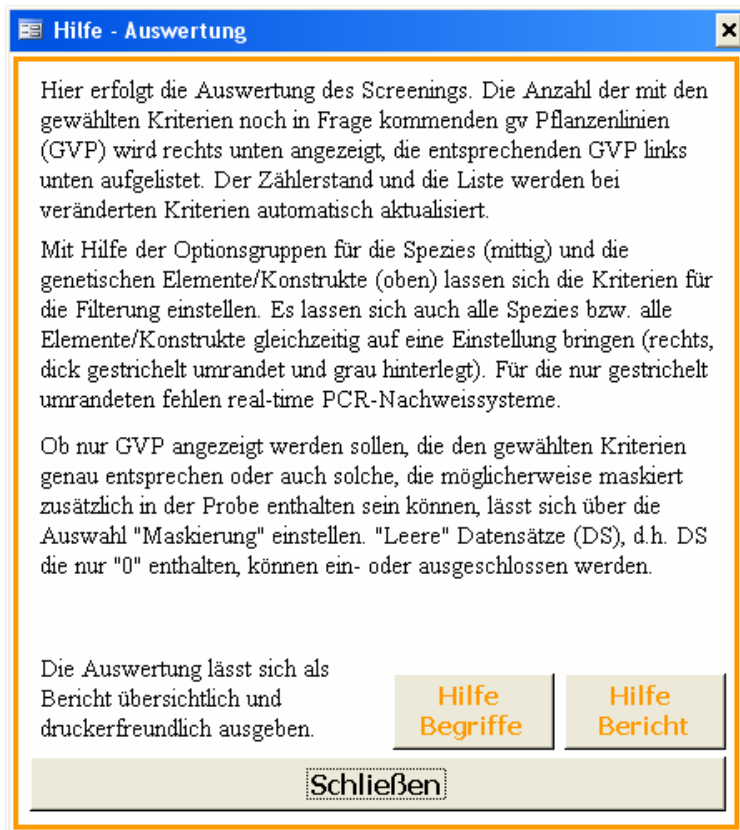 Hilfe - Auswertung
Hier erfolgt die Auswertung des Screenings. Die Anzahl der mit den
gewählten Kriterien noch in Frage kommenden gv Pflanzenlinien
(GVP) wird rechts unten angezeigt, die entsprechenden GVP links
unten aufgelistet. Der Zählerstand und die Liste werden bei
veränderten Kriterien automatisch aktualisiert.
Mit Hilfe der Optionsgruppen für die Spezies (mittig) und die
genetischen Elemente/Konstrukte (oben) lassen sich die Kriterien für
die Filterung einstellen. Es lassen sich auch alle Spezies bzw. alle
Elemente/Konstrukte gleichzeitig auf eine Einstellung bringen (rechts,
dick gestrichelt umrandet und grau hinterlegt). Für die nur gestrichelt
umrandeten fehlen real-time PCR-Nachweissysteme.
Ob nur GVP angezeigt werden sollen, die den gewählten Kriterien
genau entsprechen oder auch solche, die möglicherweise maskiert
zusätzlich in der Probe enthalten sein können, lässt sich über die
Auswahl "Maskierung" einstellen. "Leere" Datensätze (DS), d.h. DS
die nur "0" enthalten, können ein- oder ausgeschlossen werden.
Die Auswertung lässt sich als
Bericht übersichtlich und
druckerfreundlich ausgeben.
Hilfe
Begriffe
Hilfe
Bericht
Schließen